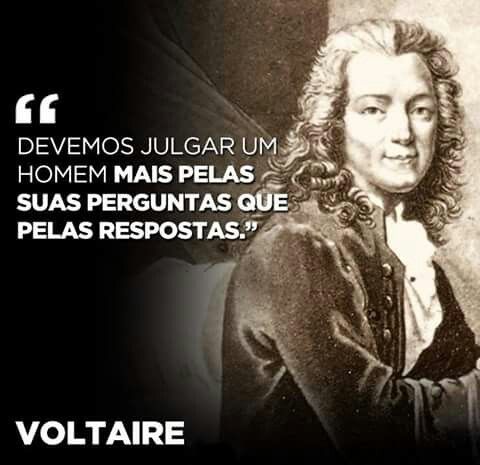 “
DEVEMOS JULGAR UM
HOMEM MAIS PELAS
SUAS PERGUNTAS QUE
PELAS RESPOSTAS.”
VOLTAIRE